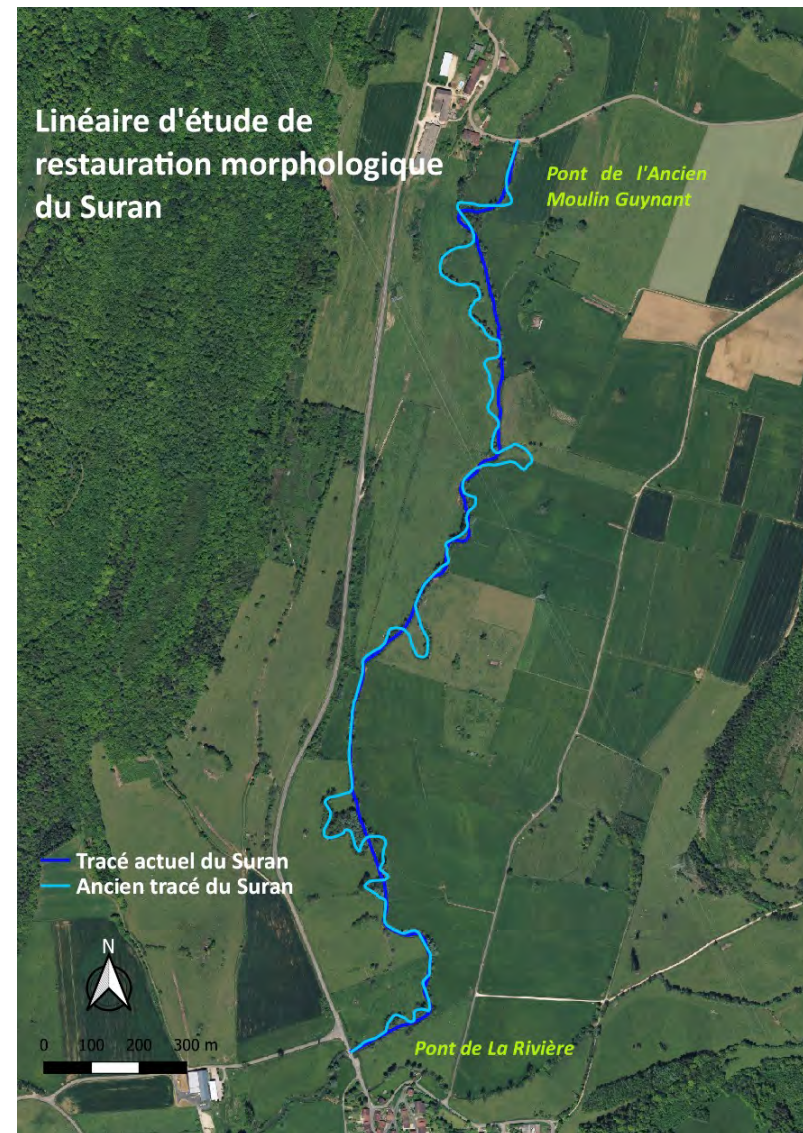 Linéaire d'étude de
restauration morphologique
du Suran
Pont de l'Ancien
Moulin Guynant
Tracé actuel du Suran
Ancien tracé du Suran
N
0 100 200 300 m
Pont de La Rivière